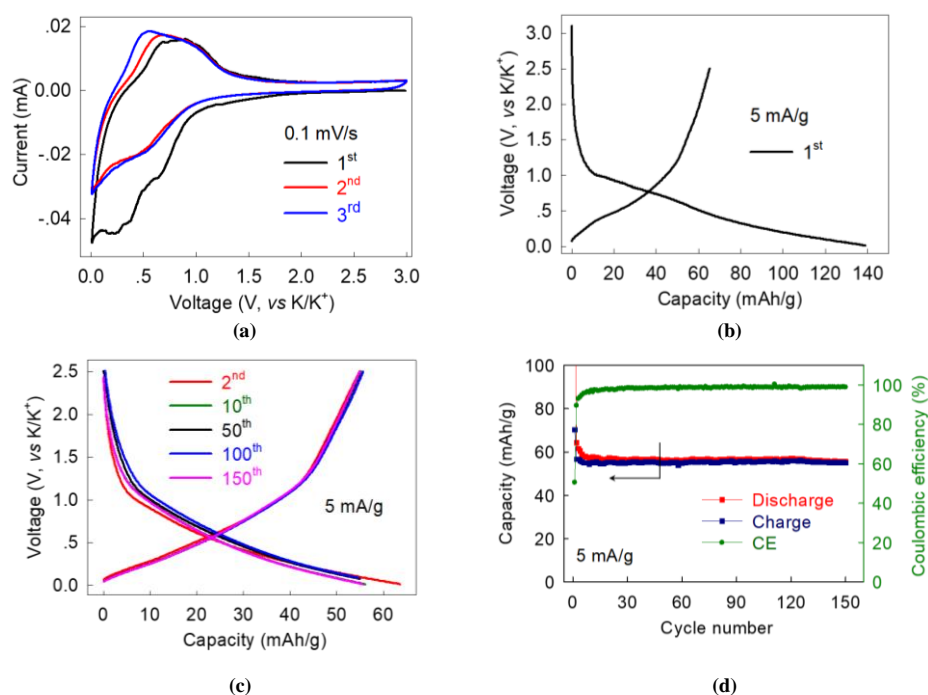 (a)
.02
0.00
-.02
-.04
Current (mA)
0.1 mV/s
1st
2nd
3rd
0.0 .5 1.0 1.5 2.0 2.5 3.0
Voltage (V, vs K/K+)
(b)
3.0
2.5
2.0
1.5
1.0
.5
0.0
Voltage (V, vs K/K+)
5 mA/g
1st
0 20 40 60 80 100 120 140
Capacity (mAh/g)
(c)
2.5
2.0
1.5
1.0
.5
0.0
Voltage (V, vs K/K+)
2nd
10th
50th
100th
150th
5 mA/g
0 10 20 30 40 50 60 70
Capacity (mAh/g)
(d)
100
80
60
40
20
0
Capacity (mAh/g)
Discharge
Charge
CE
5 mA/g
0 30 60 90 120 150
Cycle number
100
80
60
40
20
0
Coulombic efficiency (%)